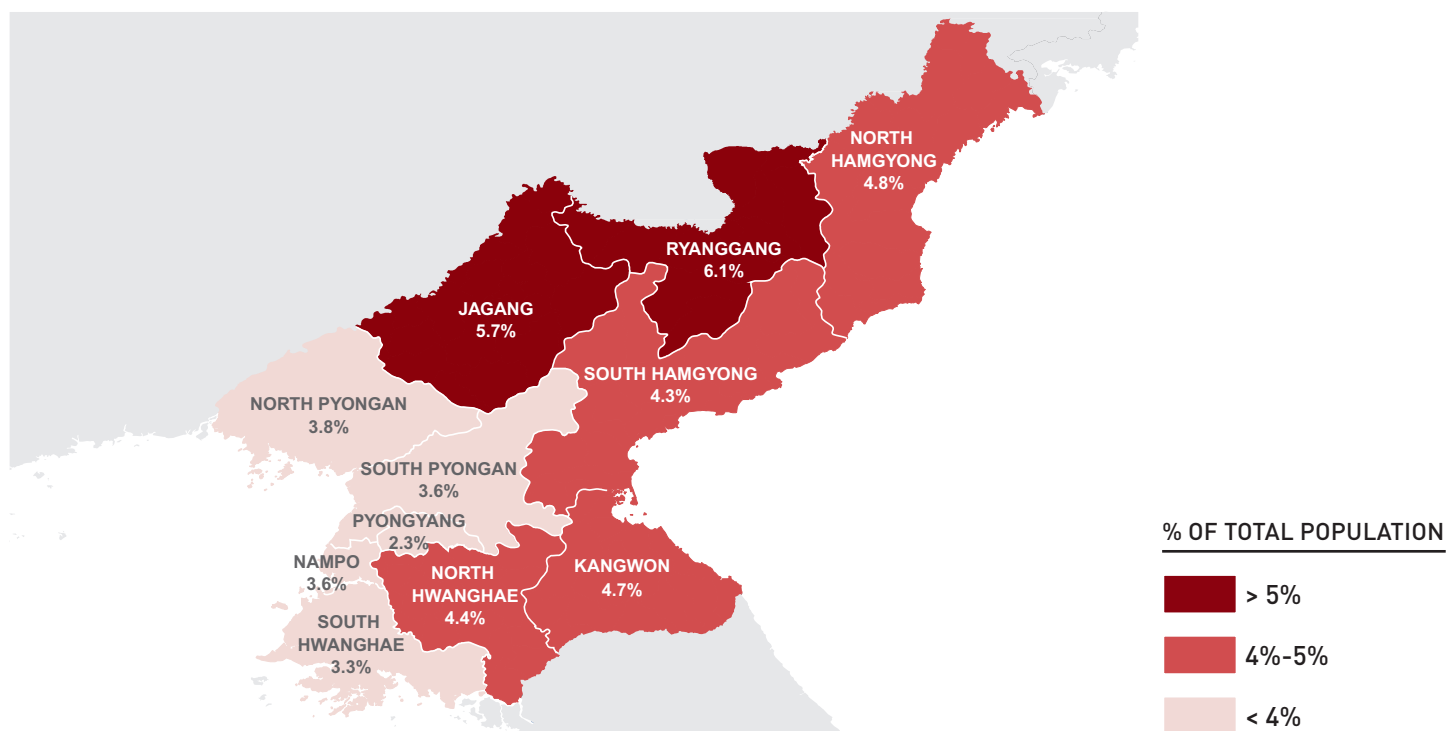 NORTH
HAMGYONG
4.8%
RYANGGANG
6.1%
JAGANG
5.7%
SOUTH HAMGYONG
4.3%
NORTH PYONGAN
3.8%
SOUTH PYONGAN
3.6%
PYONGYANG
2.3%
NAMPO
3.6%
NORTH
HWANGHAE
4.4%
KANGWON
4.7%
SOUTH
HWANGHAE
3.3%
% OF TOTAL POPULATION
> 5%
4%-5%
< 4%